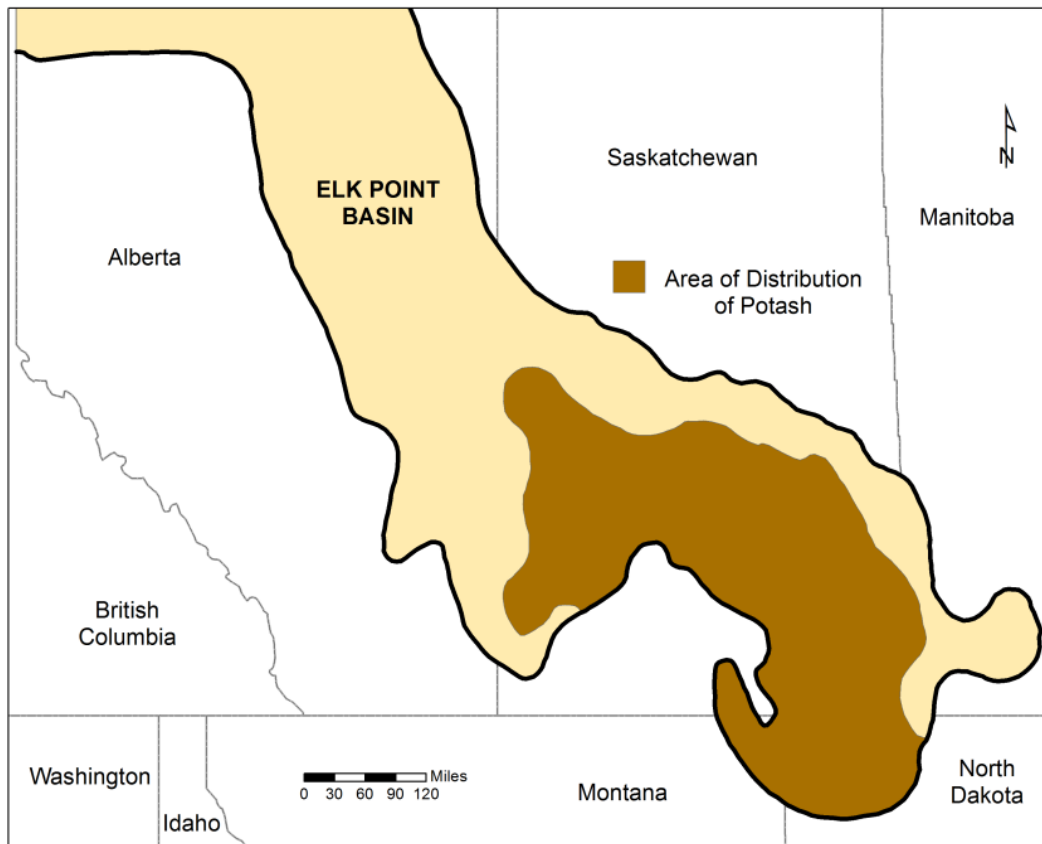 Saskatchewan
N
ELK POINT
BASIN
Manitoba
Alberta
Area of Distribution
of Potash
British
Columbia
Washington
Miles
0 30 60 90 120
Montana
North
Dakota
Idaho